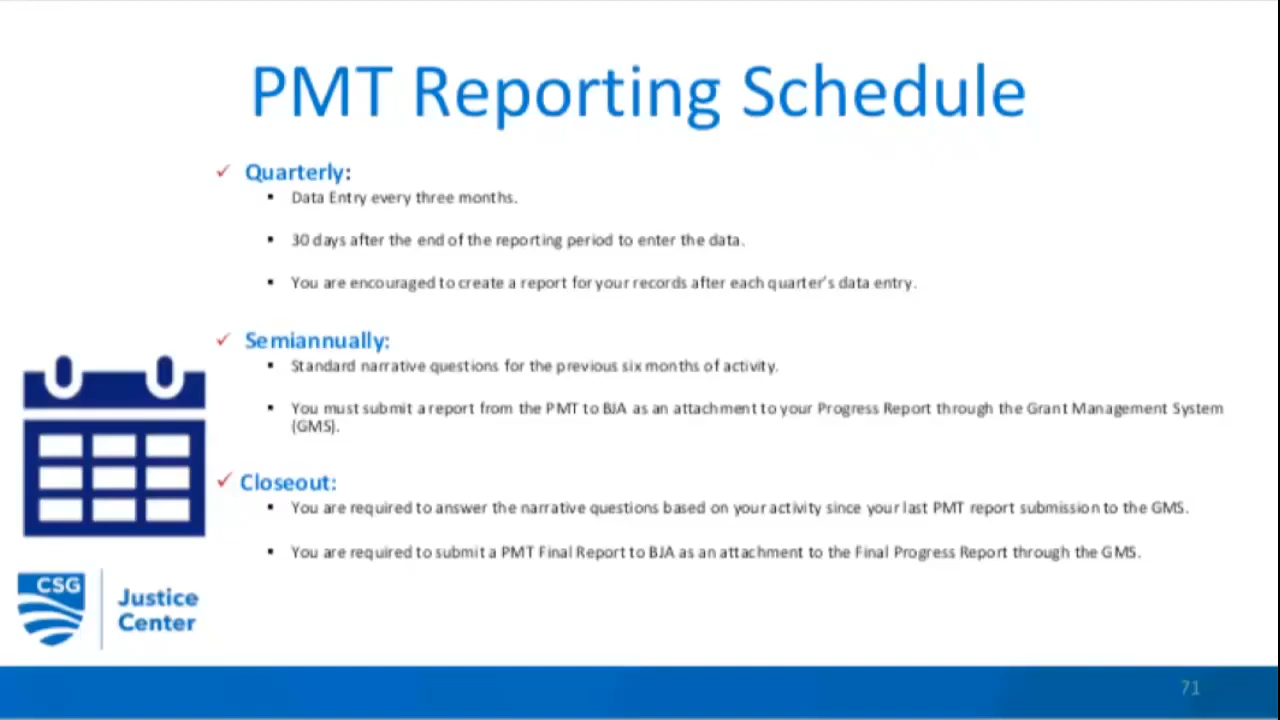 PMT Reporting Schedule
✓ Quarterly:
▪ Data Entry every three months.
▪ 30 days after the end of the reporting period to enter the data.
▪ You are encouraged to create a report for your records after each quarter's data entry.
✓ Semiannually:
▪ Standard narrative questions for the previous six months of activity.
▪ You must submit a report from the PMT to BJA as an attachment to your Progress Report through the Grant Management System
(GMS).
✓ Closeout:
▪ You are required to answer the narrative questions based on your activity since your last PMT report submission to the GMS.
▪ You are required to submit a PMT Final Report to BJA as an attachment to the Final Progress Report through the GMS.
CSG
Justice
Center
71